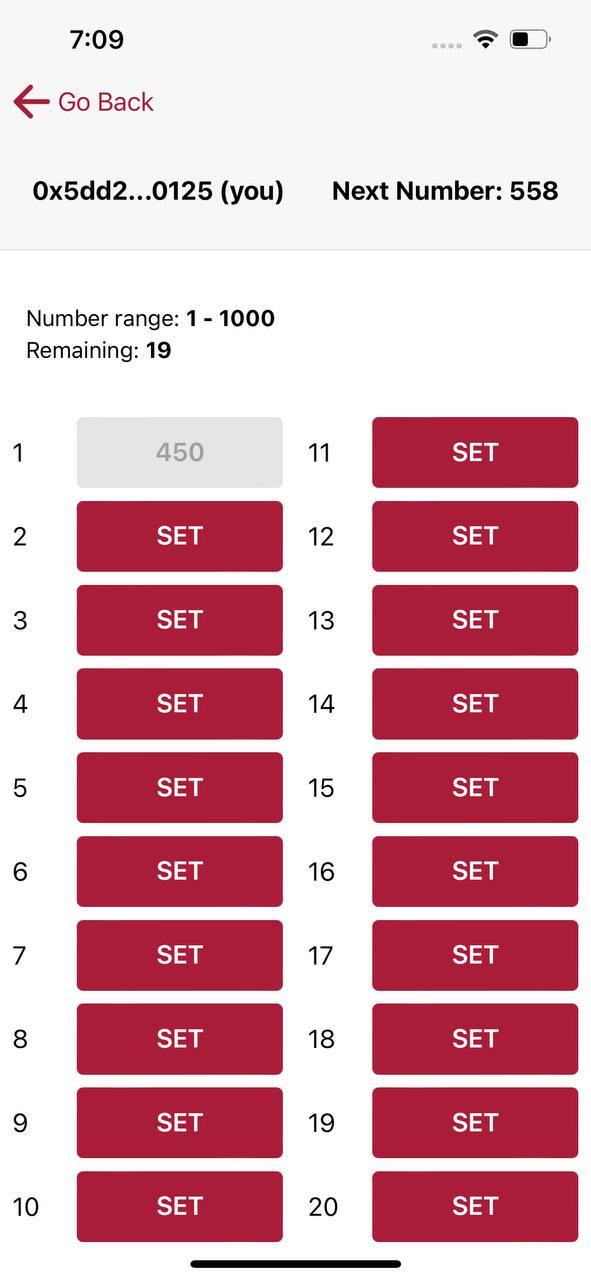 7:09
Go Back
0x5dd2...0125 (you) Next Number: 558
Number range: 1 - 1000
Remaining: 19
1 450 11 SET
2 SET 12 SET
3 SET 13 SET
4 SET 14 SET
5 SET 15 SET
6 SET 16 SET
7 SET 17 SET
8 SET 18 SET
9 SET 19 SET
10 SET 20 SET